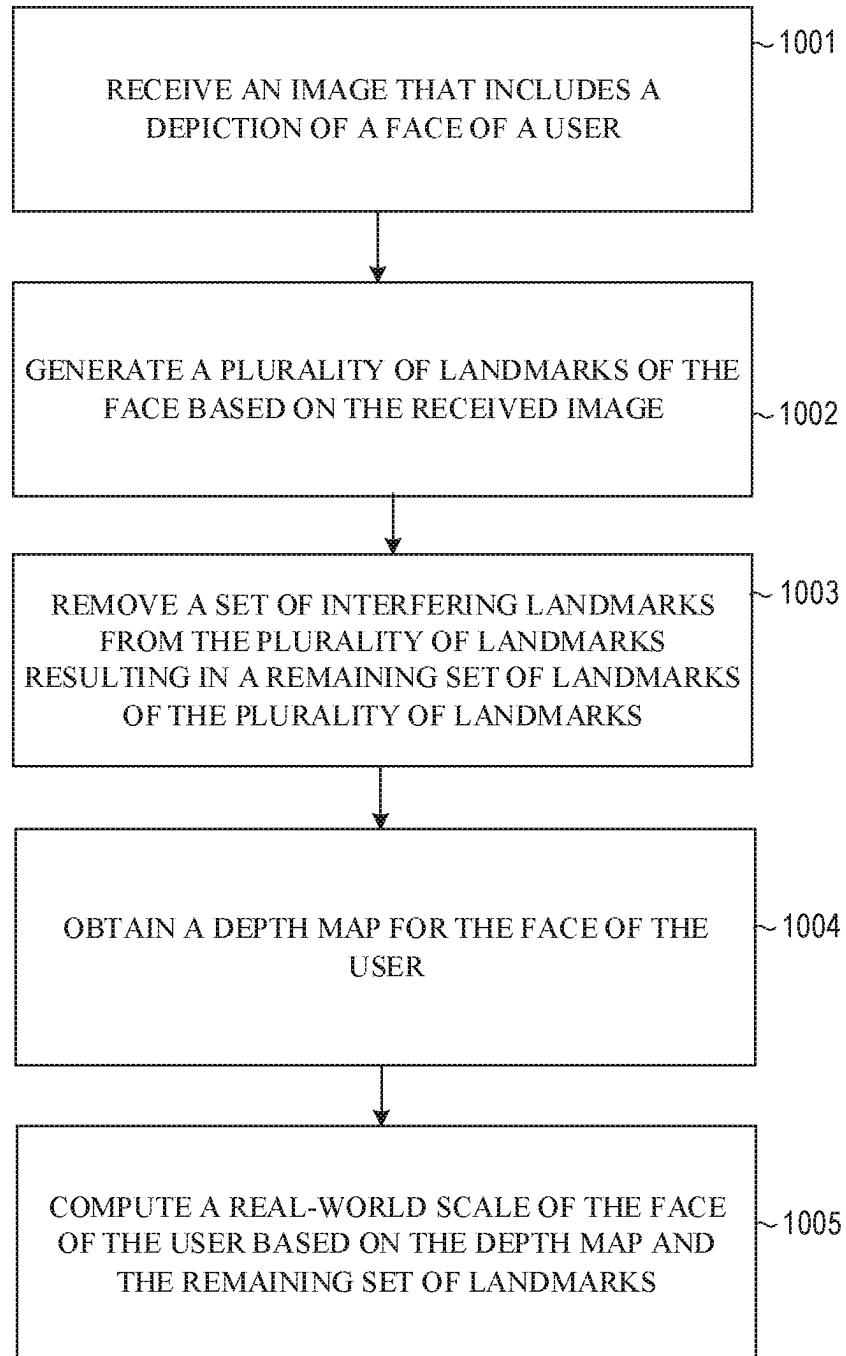 RECEIVE AN IMAGE THAT INCLUDES A
DEPICTION OF A FACE OF A USER
1001
GENERATE A PLURALITY OF LANDMARKS OF THE
FACE BASED ON THE RECEIVED IMAGE
1002
REMOVE A SET OF INTERFERING LANDMARKS
FROM THE PLURALITY OF LANDMARKS
RESULTING IN A REMAINING SET OF LANDMARKS
OF THE PLURALITY OF LANDMARKS
1003
OBTAIN A DEPTH MAP FOR THE FACE OF THE
USER
1004
COMPUTE A REAL-WORLD SCALE OF THE FACE
OF THE USER BASED ON THE DEPTH MAP AND
THE REMAINING SET OF LANDMARKS
1005